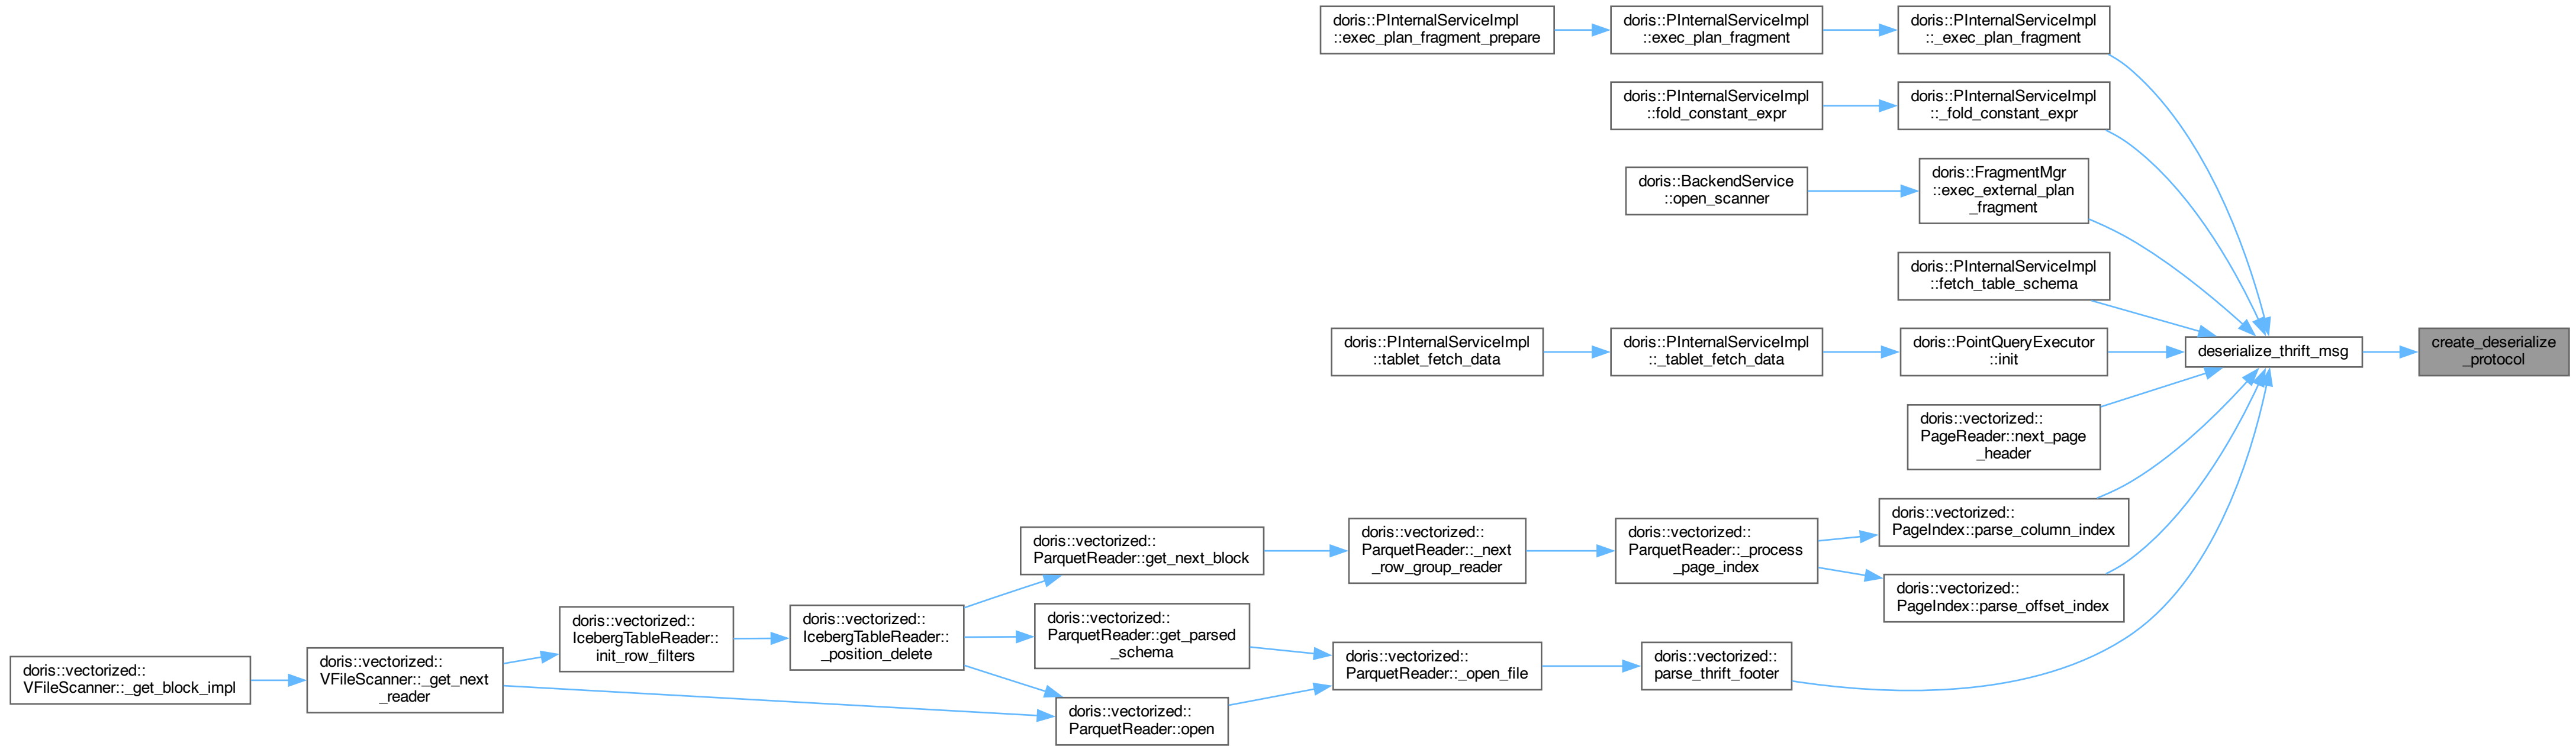 doris::PInternalServiceImpl
::exec_plan_fragment_prepare
doris::PInternalServiceImpl
::exec_plan_fragment
doris::PInternalServiceImpl
::_exec_plan_fragment
doris::PInternalServiceImpl
::fold_constant_expr
doris::PInternalServiceImpl
::_fold_constant_expr
doris::BackendService
::open_scanner
doris::FragmentMgr
::exec_external_plan
_fragment
doris::PInternalServiceImpl
::fetch_table_schema
doris::PInternalServiceImpl
::tablet_fetch_data
doris::PInternalServiceImpl
::_tablet_fetch_data
doris::PointQueryExecutor
::init
deserialize_thrift_msg
create_deserialize
_protocol
doris::vectorized::
PageReader::next_page
_header
doris::vectorized::
PageIndex::parse_column_index
doris::vectorized::
ParquetReader::get_next_block
doris::vectorized::
ParquetReader::_next
_row_group_reader
doris::vectorized::
ParquetReader::_process
_page_index
doris::vectorized::
PageIndex::parse_offset_index
doris::vectorized::
IcebergTableReader::
init_row_filters
doris::vectorized::
IcebergTableReader::
_position_delete
doris::vectorized::
ParquetReader::get_parsed
_schema
doris::vectorized::
VFileScanner::_get_block_impl
doris::vectorized::
VFileScanner::_get_next
_reader
doris::vectorized::
ParquetReader::_open_file
doris::vectorized::
parse_thrift_footer
doris::vectorized::
ParquetReader::open